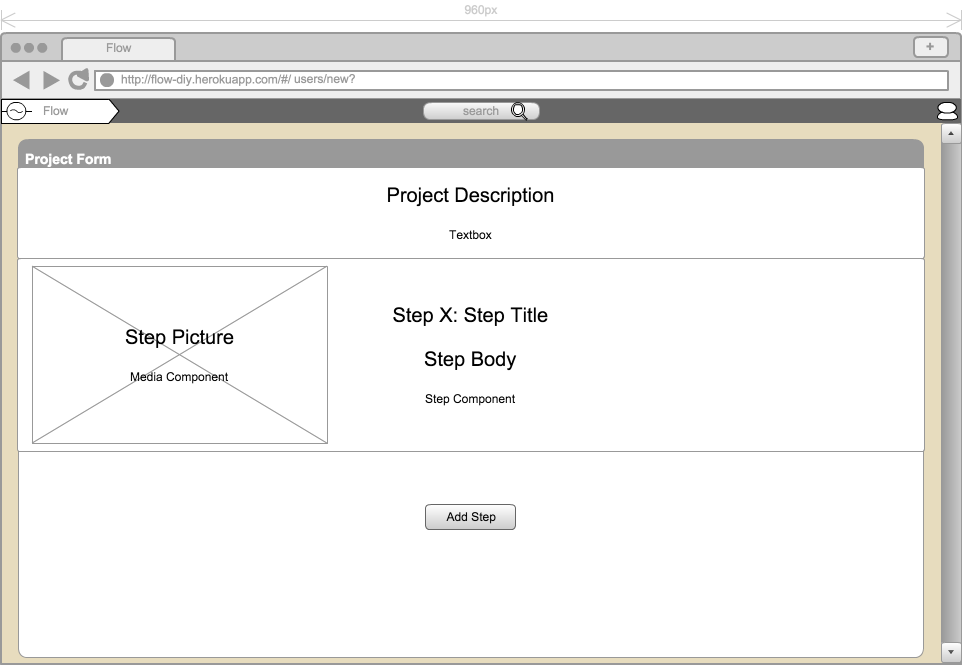 960px
Flow
+
http://flow-diy.herokuapp.com/#/ users/new?
Flow
search
Project Form
Project Description
Textbox
Step Picture
Media Component
Step X: Step Title
Step Body
Step Component
Add Step